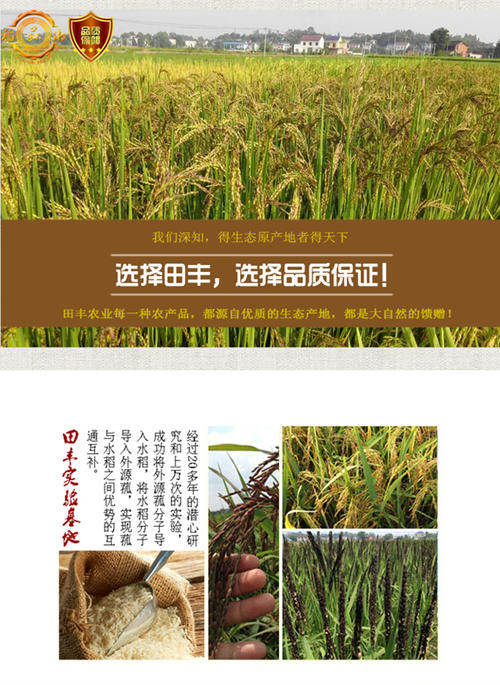 品质
保障
我们深知，得生态原产地者得天下
选择田丰，选择品质保证！
田丰农业每一种农产品，都源自优质的生态产地，都是大自然的馈赠！
经过20多年的潜心研
究和上万次的实验，
成功将外源菰分子导
入水稻，将水稻分子
导入外源菰，实现菰
与水稻之间优势的互
通互补。
田丰实验基地